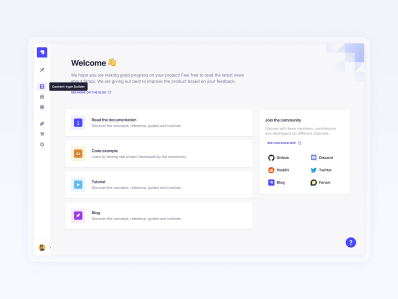 Welcome 👋
We hope you are making good progress on your project! Feel free to read the latest news
about Strapi. We are giving our best to improve the product based on your feedback.
Content-Type Builder
SEE MORE ON THE BLOG
Read the documentation
Discover the concepts, reference, guides and tutorials.
Code example
Learn by testing real project developed by the community
Tutorial
Discover the concepts, reference, guides and tutorials.
Blog
Discover the concepts, reference, guides and tutorials.
Join the community
Discuss with team members, contributors
and developers on different channels.
SEE OUR ROAD MAP
Github
Discord
Reddit
Twitter
Blog
Forum
?